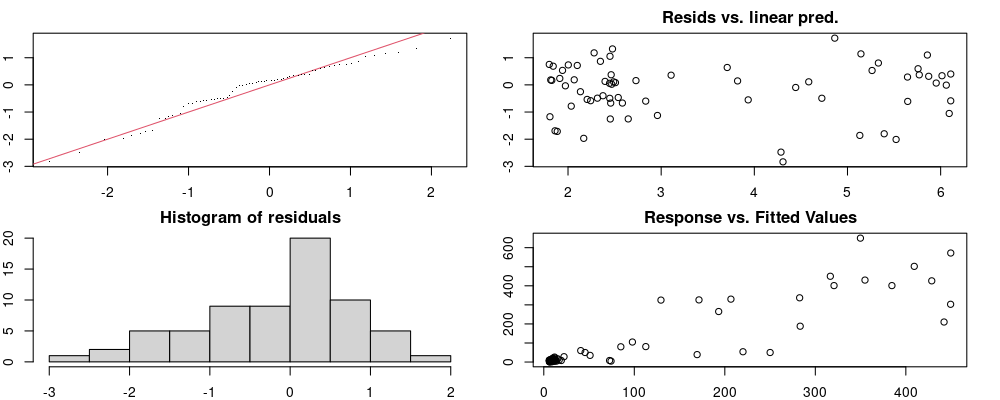 Resids vs. linear pred.
-3 -2 -1 0 1
-2 -1 0 1 2
-3 -2 -1 0 1
2 3 4 5 6
Histogram of residuals
Response vs. Fitted Values
0 5 10 15 20
-3 -2 -1 0 1 2
0 200 400 600
0 100 200 300 400